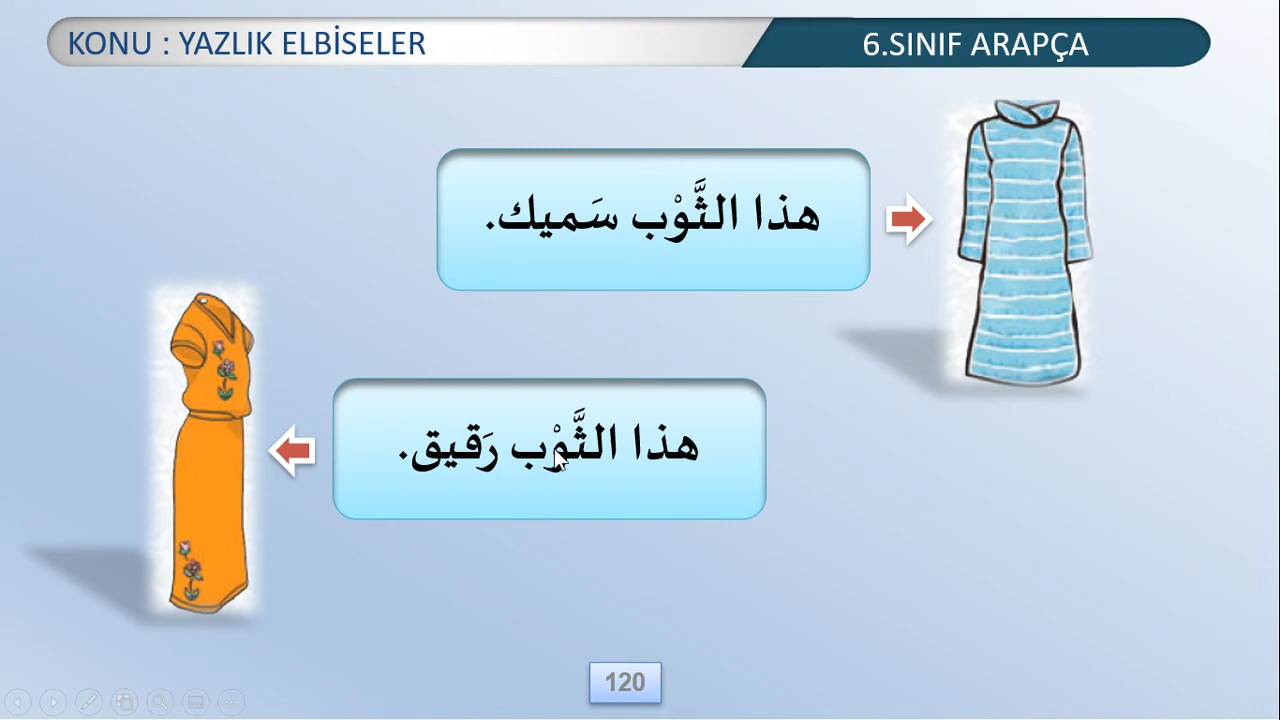 KONU : YAZLIK ELBİSELER
6.SINIF ARAPÇA
هذا الثَّوْب سَميك.
هذا الثَّوْب رَقيق.
120